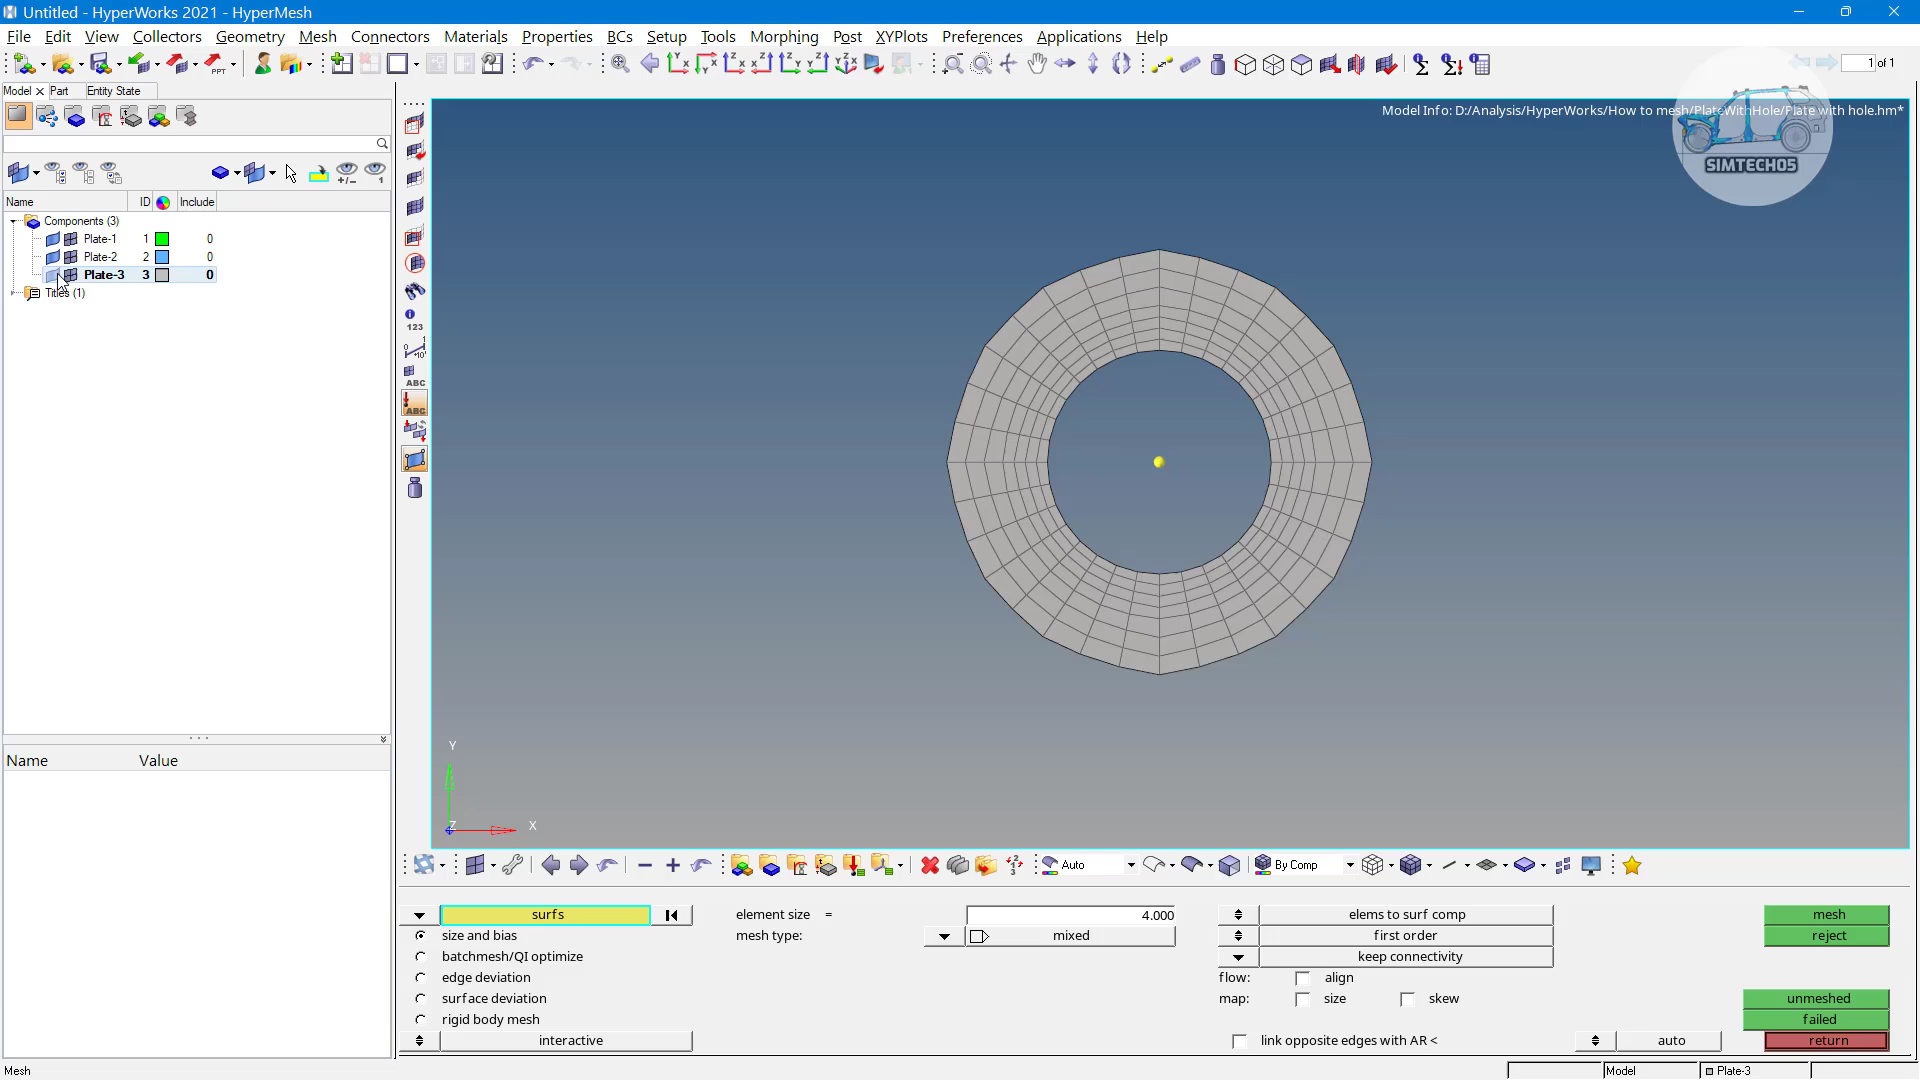 Untitled - HyperWorks 2021 - HyperMesh
File Edit View Collectors Geometry Mesh Connectors Materials Properties BCs Setup Tools Morphing Post XYPlots Preferences Applications Help
1 of 1
Model Part Entity State
Model Info: D:/Analysis/HyperWorks/How to mesh/PlateWithHole/Plate with hole.hm*
SIMTECH05
Name ID Include
Components (3)
Plate-1 1 0
Plate-2 2 0
Plate-3 3 0
Titles (1)
123
ABC
ABC
Name Value
Y
Z
X
Auto
By Comp
surfs
element size = 4.000
elems to surf comp
mesh
size and bias
mesh type: mixed
first order
reject
batchmesh/QI optimize
keep connectivity
edge deviation
flow: align
surface deviation
map: size skew
unmeshed
rigid body mesh
failed
interactive
link opposite edges with AR <
auto
return
Mesh
Model
Plate-3